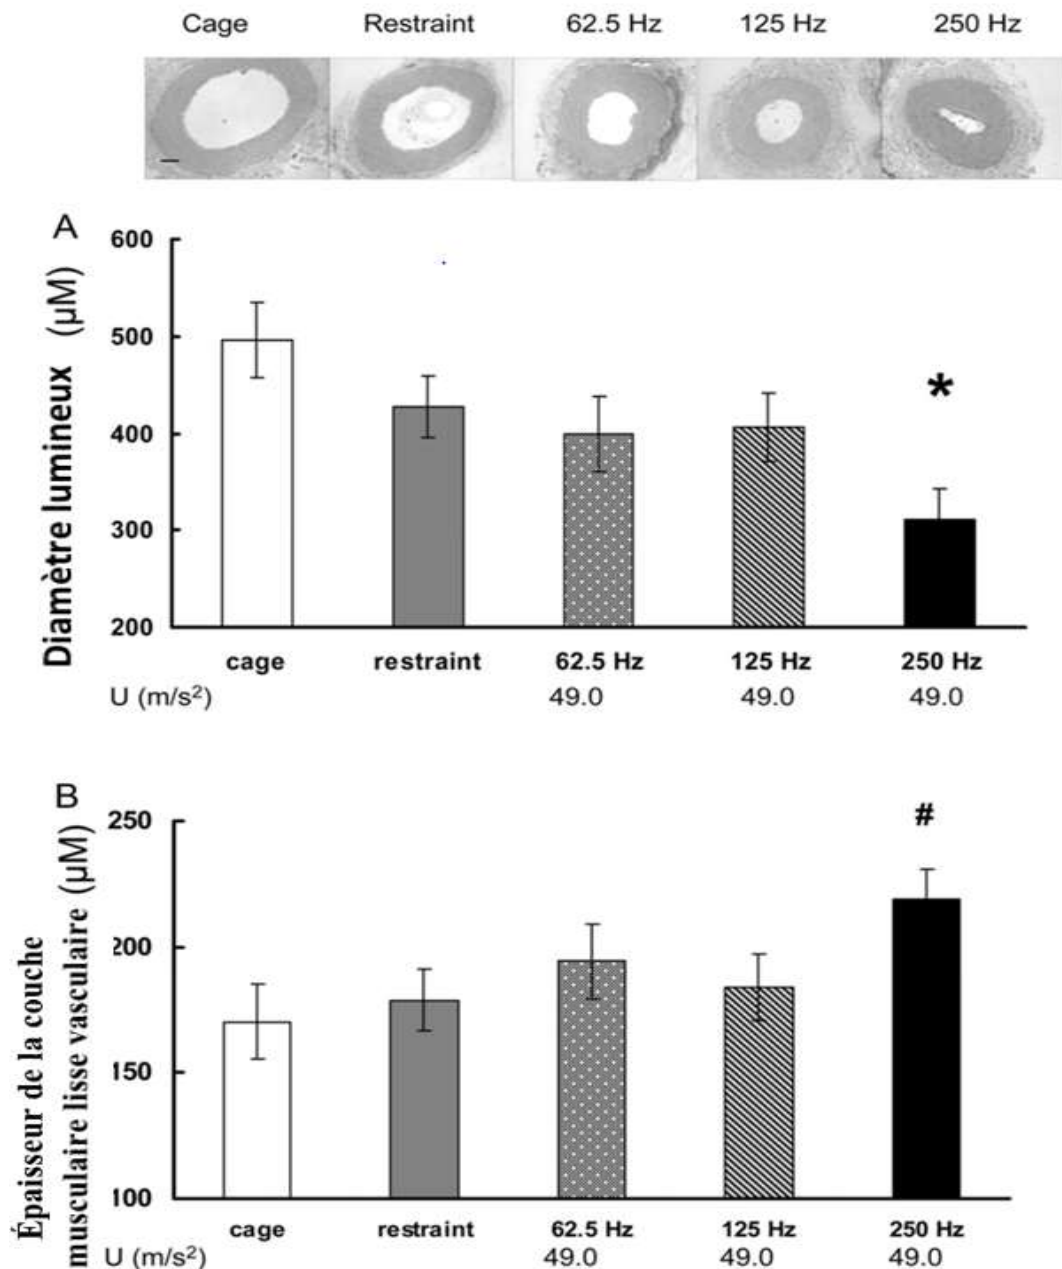 Cage Restraint 62.5 Hz 125 Hz 250 Hz
A
Diamètre lumineux (µM)
600
500
400
300
200
*
cage restraint 62.5 Hz 125 Hz 250 Hz
U (m/s²) 49.0 49.0 49.0
B
Épaisseur de la couche
musculaire lisse vasculaire (µM)
250
200
150
100
#
cage restraint 62.5 Hz 125 Hz 250 Hz
U (m/s²) 49.0 49.0 49.0